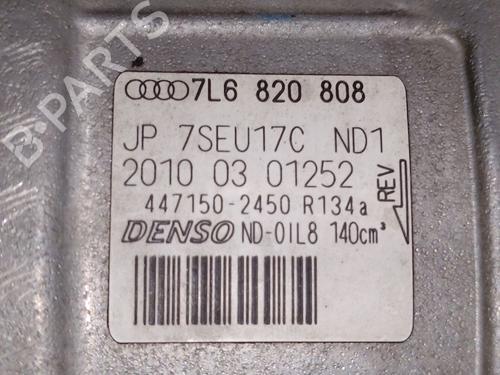 B-PARTS
7L6 820 808
JP 7SEU17C ND1
2010 03 01252
447150-2450 R134a
REV
DENSO ND-OIL8 140cm³